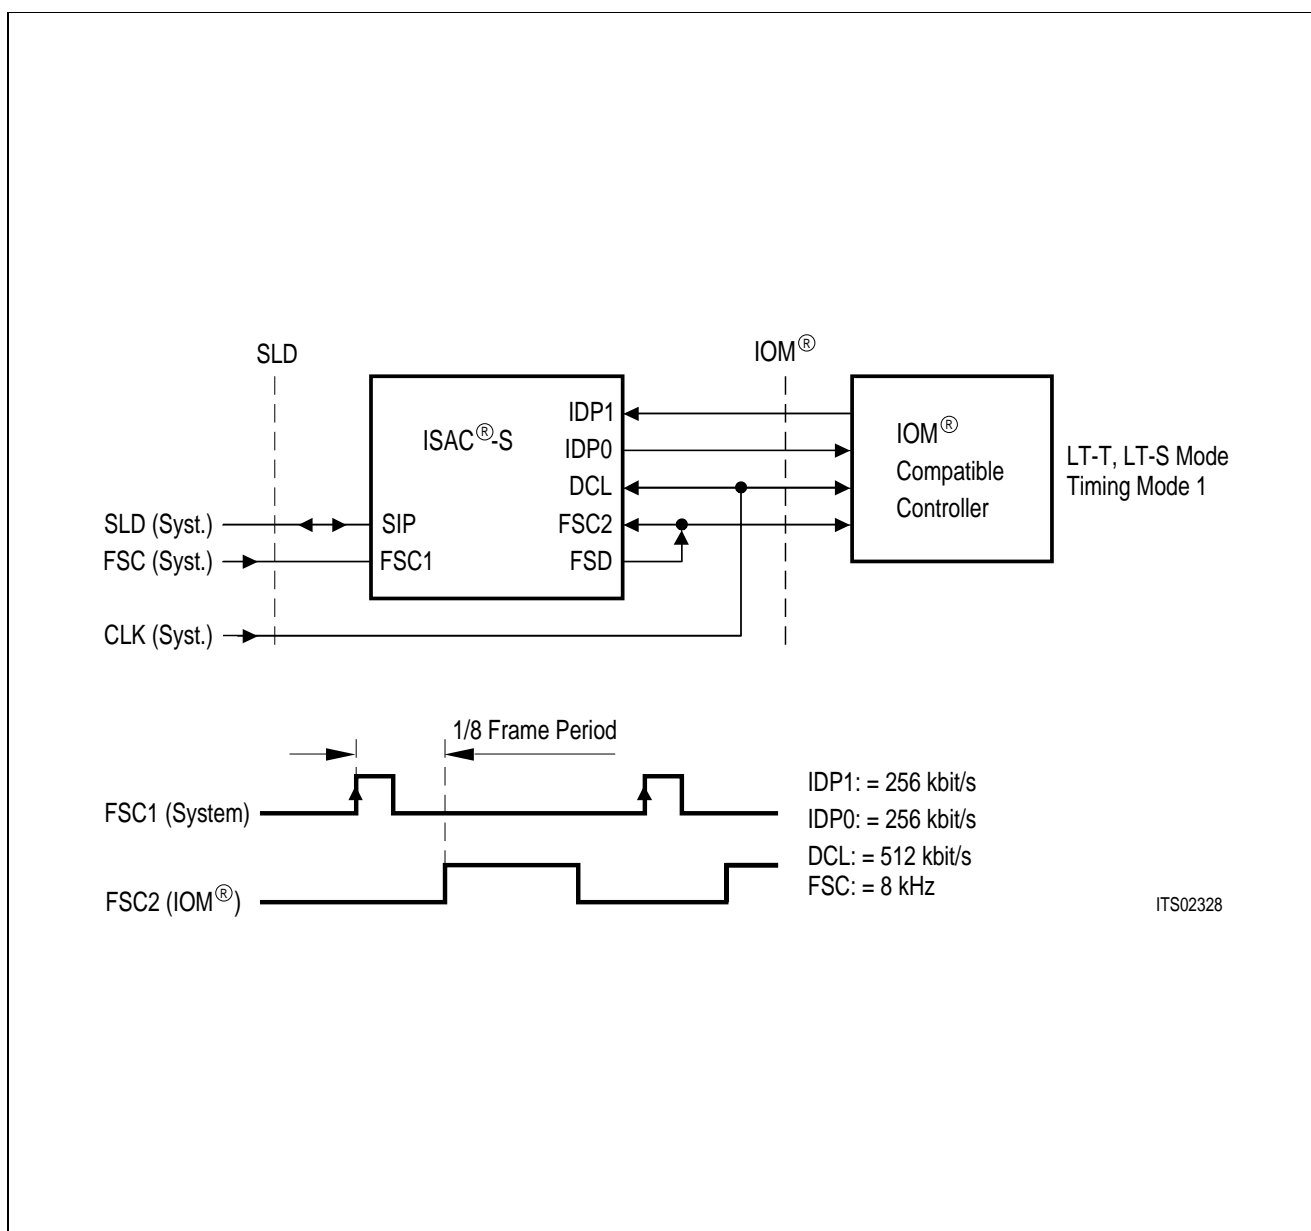 SLD
IOM®
ISAC®-S
IDP1
IDP0
DCL
FSC2
FSD
SIP
FSC1
IOM®
Compatible
Controller
LT-T, LT-S Mode
Timing Mode 1
SLD (Syst.)
FSC (Syst.)
CLK (Syst.)
1/8 Frame Period
FSC1 (System)
FSC2 (IOM®)
IDP1: = 256 kbit/s
IDP0: = 256 kbit/s
DCL: = 512 kbit/s
FSC: = 8 kHz
ITS02328